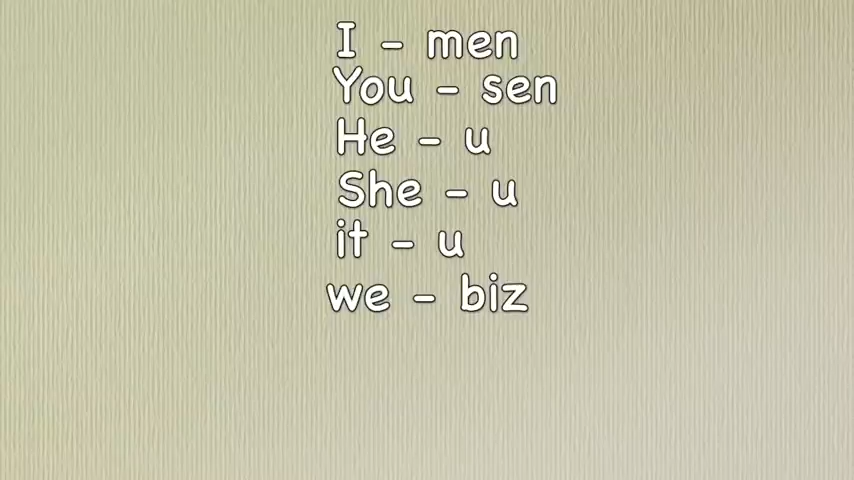 I - men
You - sen
He - u
She - u
it - u
we - biz